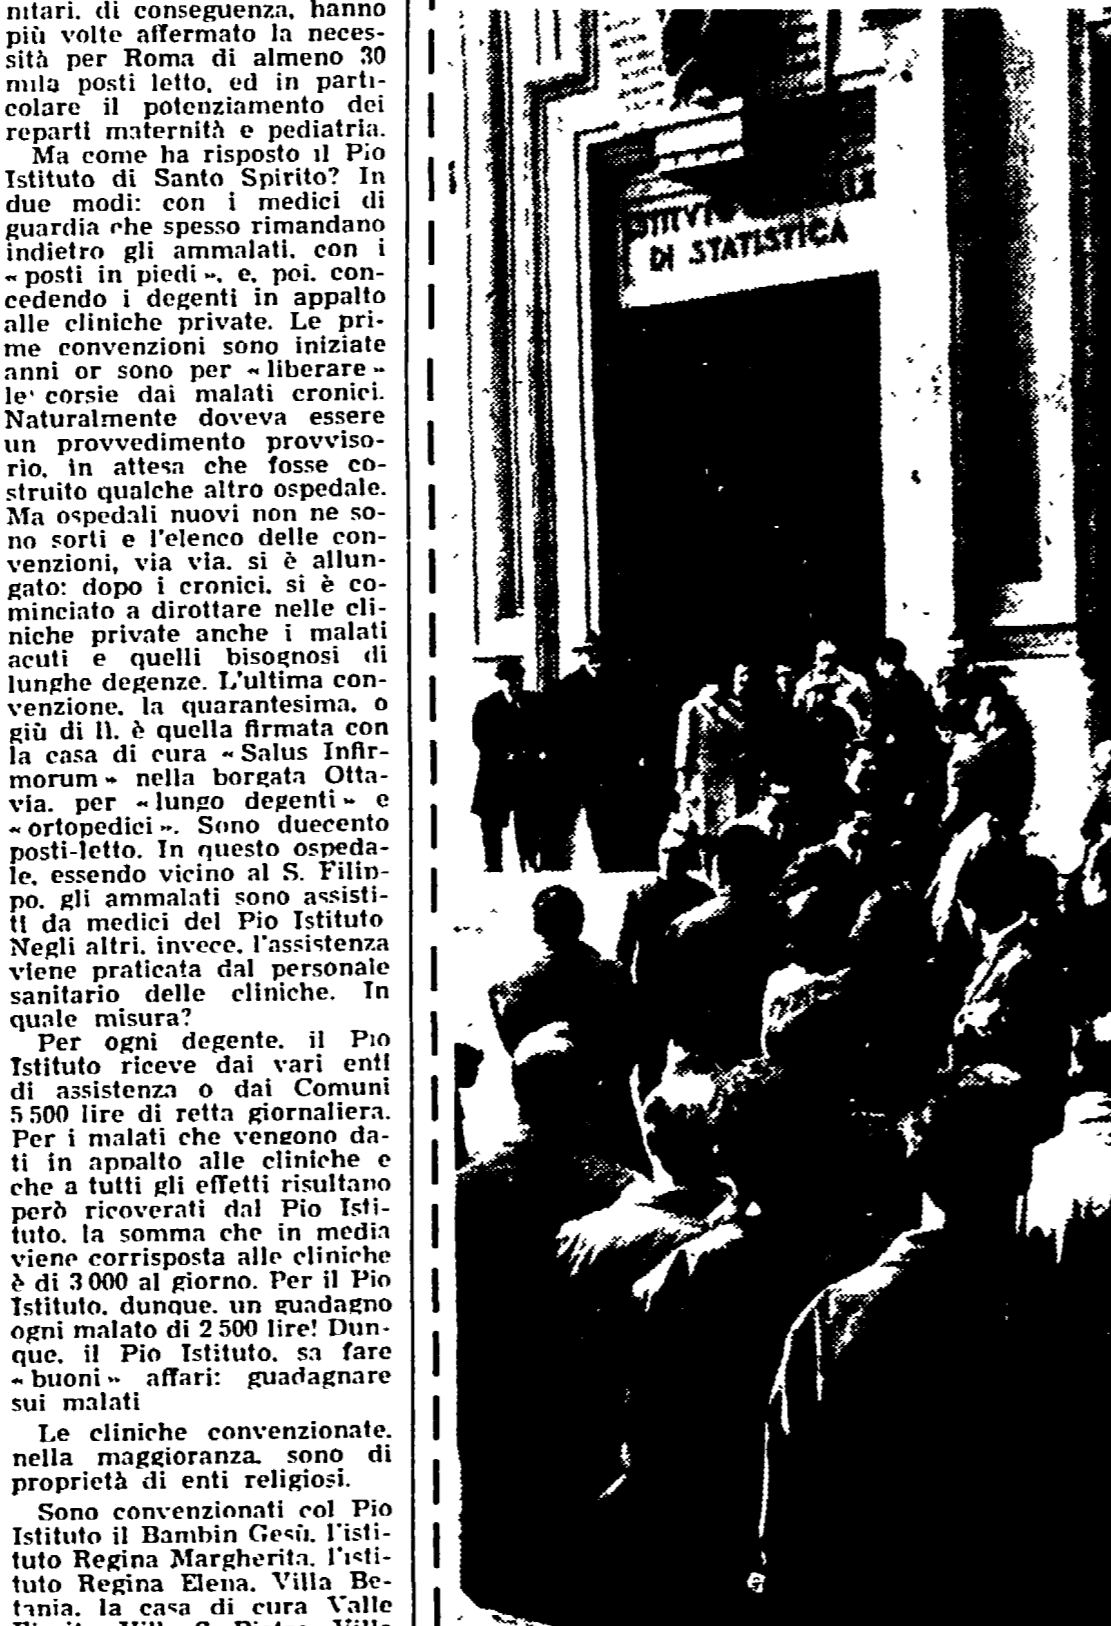 nitari, di conseguenza, hanno
più volte affermato la neces-
sità per Roma di almeno 30
mila posti letto, ed in parti-
colare il potenziamento dei
reparti maternità e pediatria.
Ma come ha risposto il Pio
Istituto di Santo Spirito? In
due modi: con i medici di
guardia che spesso rimandano
indietro gli ammalati, con i
« posti in piedi », e, poi, con-
cedendo i degenti in appalto
alle cliniche private. Le pri-
me convenzioni sono iniziate
anni or sono per « liberare »
le corsie dai malati cronici.
Naturalmente doveva essere
un provvedimento provviso-
rio, in attesa che fosse co-
struito qualche altro ospedale.
Ma ospedali nuovi non ne so-
no sorti e l'elenco delle con-
venzioni, via via, si è allun-
gato: dopo i cronici, si è co-
minciato a dirottare nelle cli-
niche private anche i malati
acuti e quelli bisognosi di
lunghe degenze. L'ultima con-
venzione, la quarantesima, o
giù di lì, è quella firmata con
la casa di cura « Salus Infir-
morum » nella borgata Otta-
via, per « lungo degenti » e
« ortopedici ». Sono duecento
posti-letto. In questo ospeda-
le, essendo vicino al S. Filip-
po, gli ammalati sono assisti-
ti da medici del Pio Istituto
Negli altri, invece, l'assistenza
viene praticata dal personale
sanitario delle cliniche. In
quale misura?
Per ogni degente, il Pio
Istituto riceve dai vari enti
di assistenza o dai Comuni
5 500 lire di retta giornaliera.
Per i malati che vengono da-
ti in appalto alle cliniche e
che a tutti gli effetti risultano
però ricoverati dal Pio Isti-
tuto, la somma che in media
viene corrisposta alle cliniche
è di 3 000 al giorno. Per il Pio
Istituto, dunque, un guadagno
ogni malato di 2 500 lire! Dun-
que, il Pio Istituto, sa fare
« buoni » affari: guadagnare
sui malati
Le cliniche convenzionate,
nella maggioranza, sono di
proprietà di enti religiosi.
Sono convenzionati col Pio
Istituto il Bambin Gesù, l'isti-
tuto Regina Margherita, l'isti-
tuto Regina Elena, Villa Be-
tania, la casa di cura Valle
DI STATISTICA